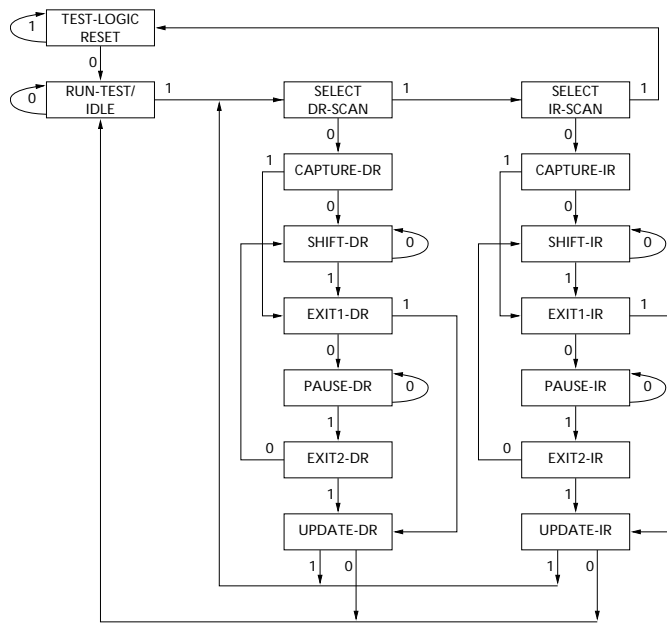 TEST-LOGIC
RESET
1
0
RUN-TEST/
IDLE
0
1
SELECT
DR-SCAN
1
SELECT
IR-SCAN
1
0
0
1
CAPTURE-DR
1
CAPTURE-IR
0
0
SHIFT-DR
0
SHIFT-IR
0
1
1
EXIT1-DR
1
EXIT1-IR
1
0
0
PAUSE-DR
0
PAUSE-IR
0
1
1
0
EXIT2-DR
0
EXIT2-IR
1
1
UPDATE-DR
UPDATE-IR
1
0
1
0